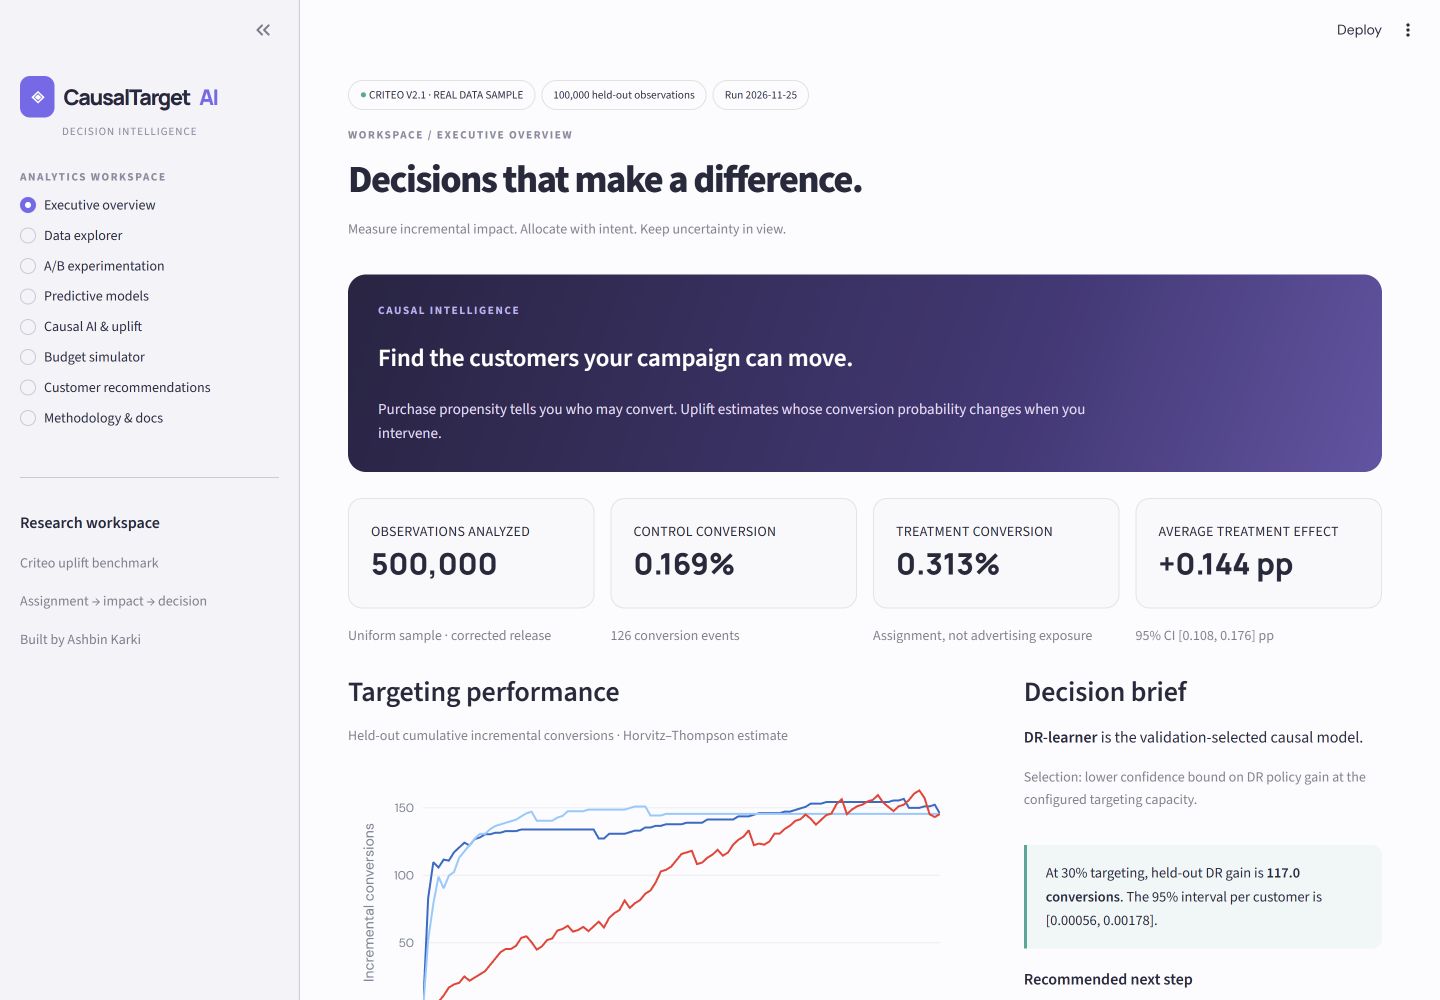 Deploy
CausalTarget AI
DECISION INTELLIGENCE
ANALYTICS WORKSPACE
Executive overview
Data explorer
A/B experimentation
Predictive models
Causal AI & uplift
Budget simulator
Customer recommendations
Methodology & docs
Research workspace
Criteo uplift benchmark
Assignment → impact → decision
Built by Ashbin Karki
CRITEO V2.1 · REAL DATA SAMPLE
100,000 held-out observations
Run 2026-11-25
WORKSPACE / EXECUTIVE OVERVIEW
Decisions that make a difference.
Measure incremental impact. Allocate with intent. Keep uncertainty in view.
CAUSAL INTELLIGENCE
Find the customers your campaign can move.
Purchase propensity tells you who may convert. Uplift estimates whose conversion probability changes when you
intervene.
OBSERVATIONS ANALYZED
500,000
Uniform sample · corrected release
CONTROL CONVERSION
0.169%
126 conversion events
TREATMENT CONVERSION
0.313%
Assignment, not advertising exposure
AVERAGE TREATMENT EFFECT
+0.144 pp
95% CI [0.108, 0.176] pp
Targeting performance
Held-out cumulative incremental conversions · Horvitz–Thompson estimate
Incremental conversions
150
100
50
Decision brief
DR-learner is the validation-selected causal model.
Selection: lower confidence bound on DR policy gain at the
configured targeting capacity.
At 30% targeting, held-out DR gain is 117.0
conversions. The 95% interval per customer is
[0.00056, 0.00178].
Recommended next step